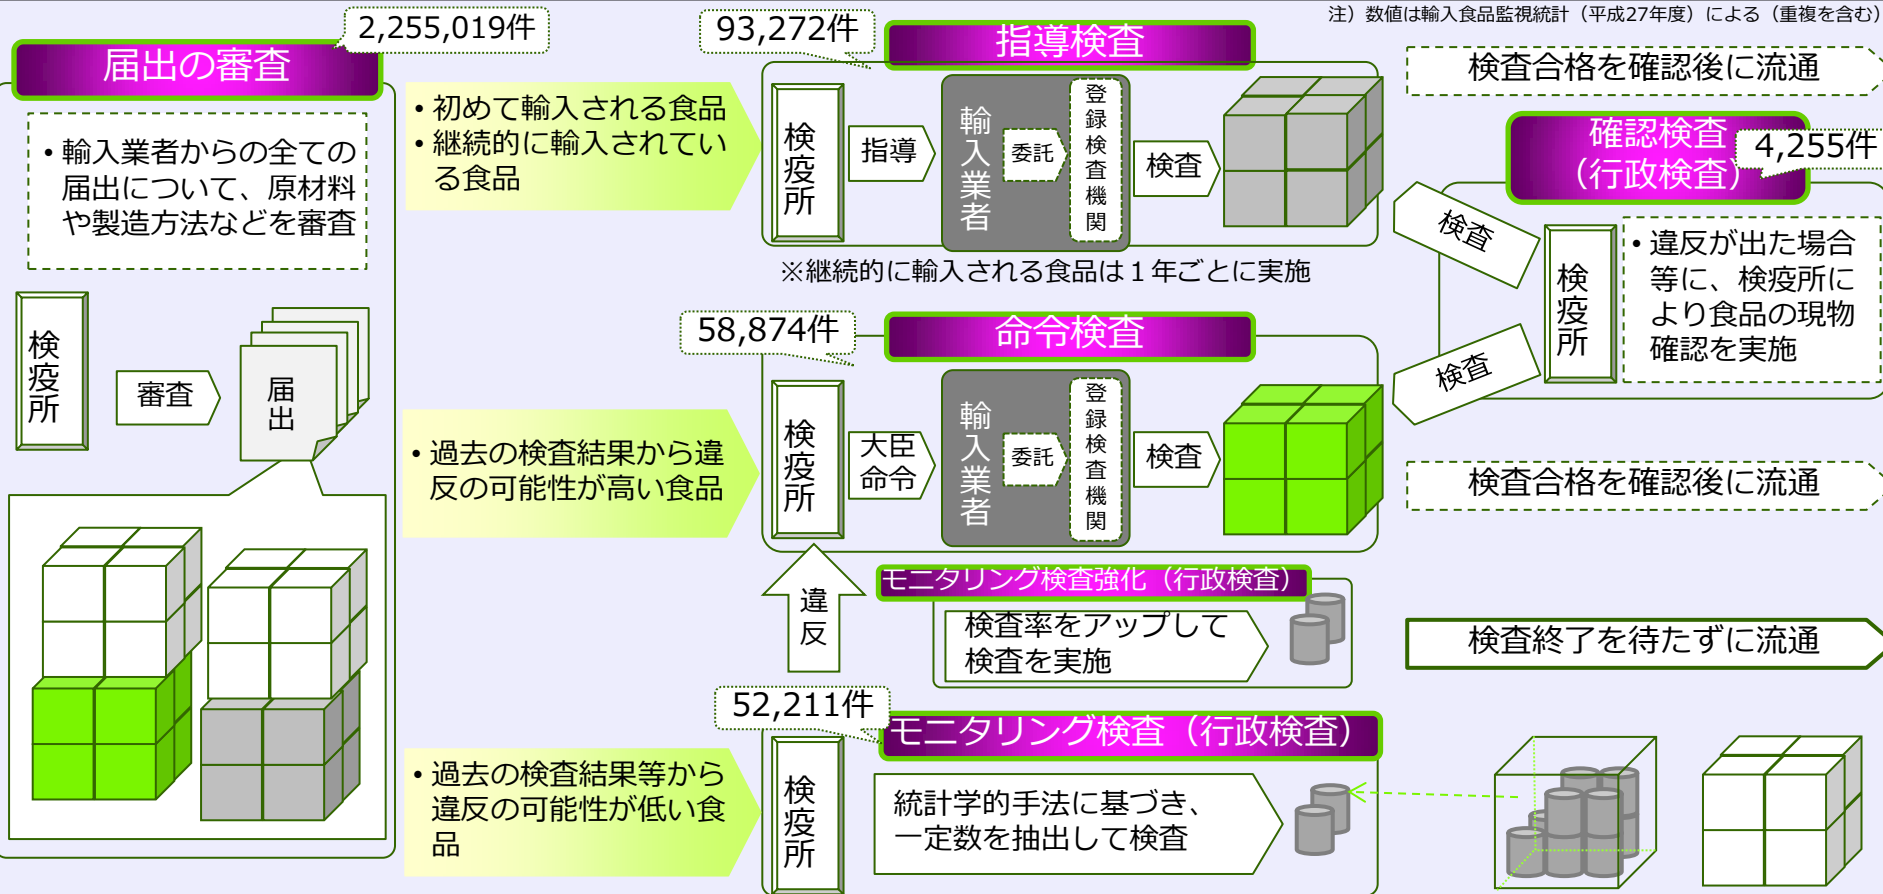 注）数値は輸入食品監視統計（平成27年度）による（重複を含む）
2,255,019件
届出の審査
• 輸入業者からの全ての
届出について、原材料
や製造方法などを審査
検疫所
審査
届出
• 初めて輸入される食品
• 継続的に輸入されてい
る食品
93,272件
指導検査
検疫所
指導
輸入業者
委託
登録検査機関
検査
※継続的に輸入される食品は１年ごとに実施
検査合格を確認後に流通
確認検査
（行政検査）
4,255件
検査
検査
検疫所
• 違反が出た場合
等に、検疫所に
より食品の現物
確認を実施
• 過去の検査結果から違
反の可能性が高い食品
58,874件
命令検査
検疫所
大臣
命令
輸入業者
委託
登録検査機関
検査
検査合格を確認後に流通
違反
モニタリング検査強化（行政検査）
検査率をアップして
検査を実施
検査終了を待たずに流通
• 過去の検査結果等から
違反の可能性が低い食
品
52,211件
モニタリング検査（行政検査）
検疫所
統計学的手法に基づき、
一定数を抽出して検査